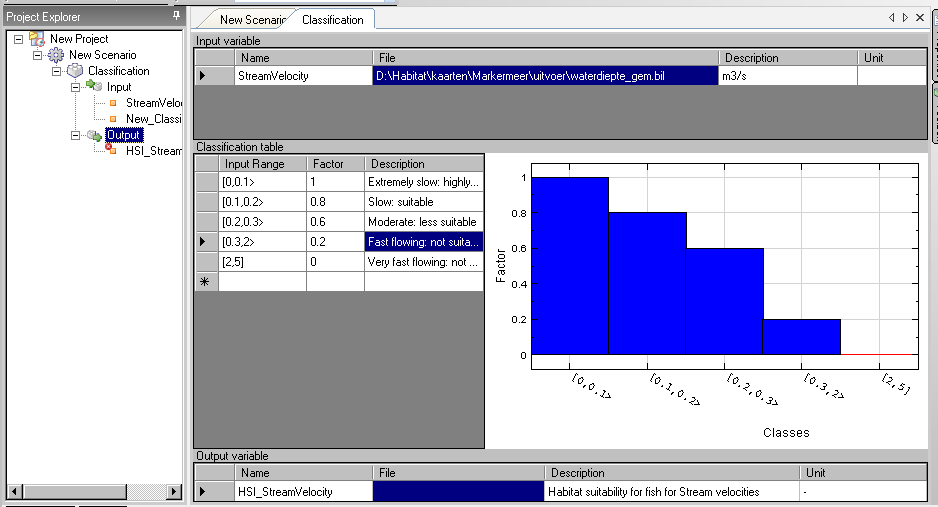 Project Explorer
New Project
New Scenario
Classification
Input
StreamVelo
New_Classi
Output
HSI_Stream
New Scenario
Classification
Input variable
Name File Description Unit
StreamVelocity D:\Habitat\kaarten\Markermeer\uitvoer\waterdiepte_gem.bil m3/s
Classification table
Input Range Factor Description
[0,0.1> 1 Extremely slow: highly...
[0.1,0.2> 0.8 Slow: suitable
[0.2,0.3> 0.6 Moderate: less suitable
[0.3,2> 0.2 Fast flowing: not suita...
[2,5] 0 Very fast flowing: not ...
Factor
1
0.8
0.6
0.4
0.2
0
[0,0.1> [0.1,0.2> [0.2,0.3> [0.3,2> [2,5]
Classes
Output variable
Name File Description Unit
HSI_StreamVelocity Habitat suitability for fish for Stream velocities -